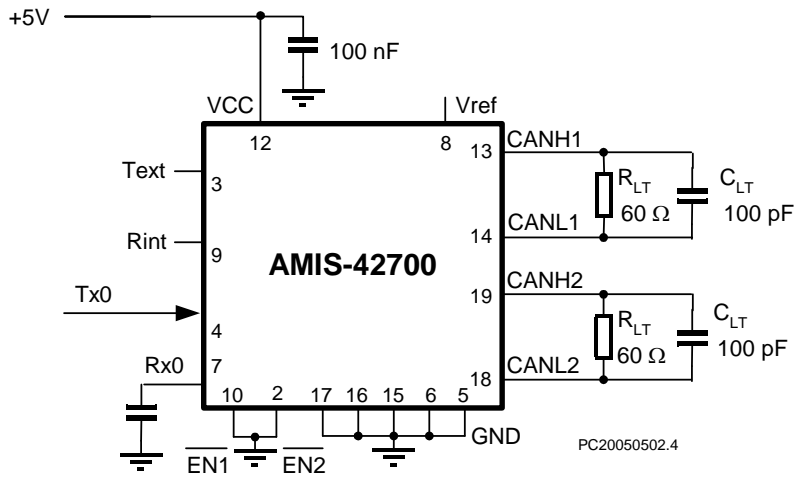 +5V
100 nF
VCC
Vref
12
8
13
CANH1
Text
3
R_LT
60 Ω
C_LT
100 pF
14
CANL1
Rint
9
AMIS-42700
Tx0
4
19
CANH2
R_LT
60 Ω
C_LT
100 pF
Rx0
7
18
CANL2
10
2
17
16
15
6
5
GND
EN1
EN2
PC20050502.4